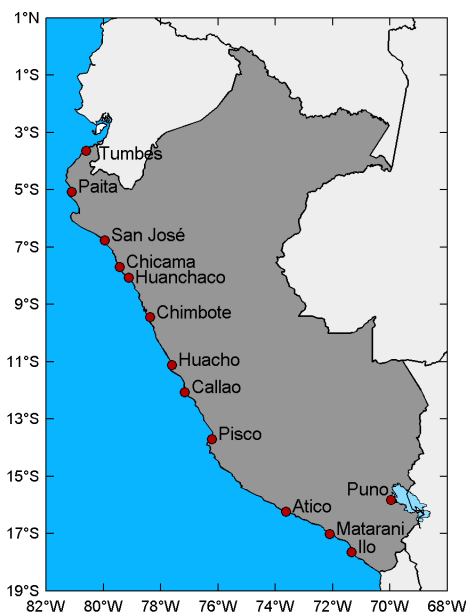 1°N
3°S
Tumbes
5°S
Paita
7°S
San José
Chicama
Huanchaco
9°S
Chimbote
11°S
Huacho
Callao
13°S
Pisco
15°S
Puno
Atico
17°S
Matarani
Ilo
19°S
82°W 80°W 78°W 76°W 74°W 72°W 70°W 68°W